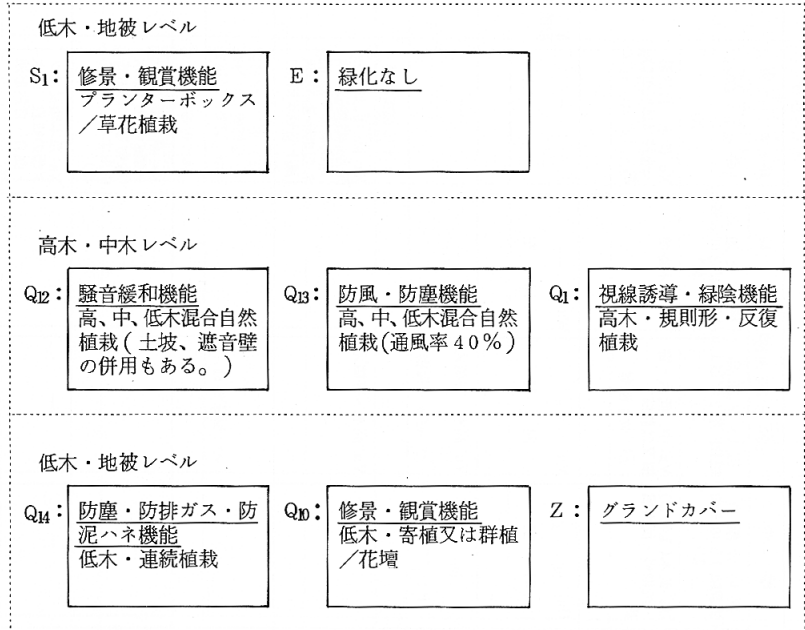 低木・地被レベル
S1：
修景・観賞機能
プランターボックス
／草花植栽
E：
緑化なし
高木・中木レベル
Q12：
騒音緩和機能
高、中、低木混合自然
植栽（土坡、遮音壁
の併用もある。）
Q13：
防風・防塵機能
高、中、低木混合自然
植栽（通風率40％）
Q1：
視線誘導・緑陰機能
高木・規則形・反復
植栽
低木・地被レベル
Q14：
防塵・防排ガス・防
泥ハネ機能
低木・連続植栽
Q10：
修景・観賞機能
低木・寄植又は群植
／花壇
Z：
グランドカバー